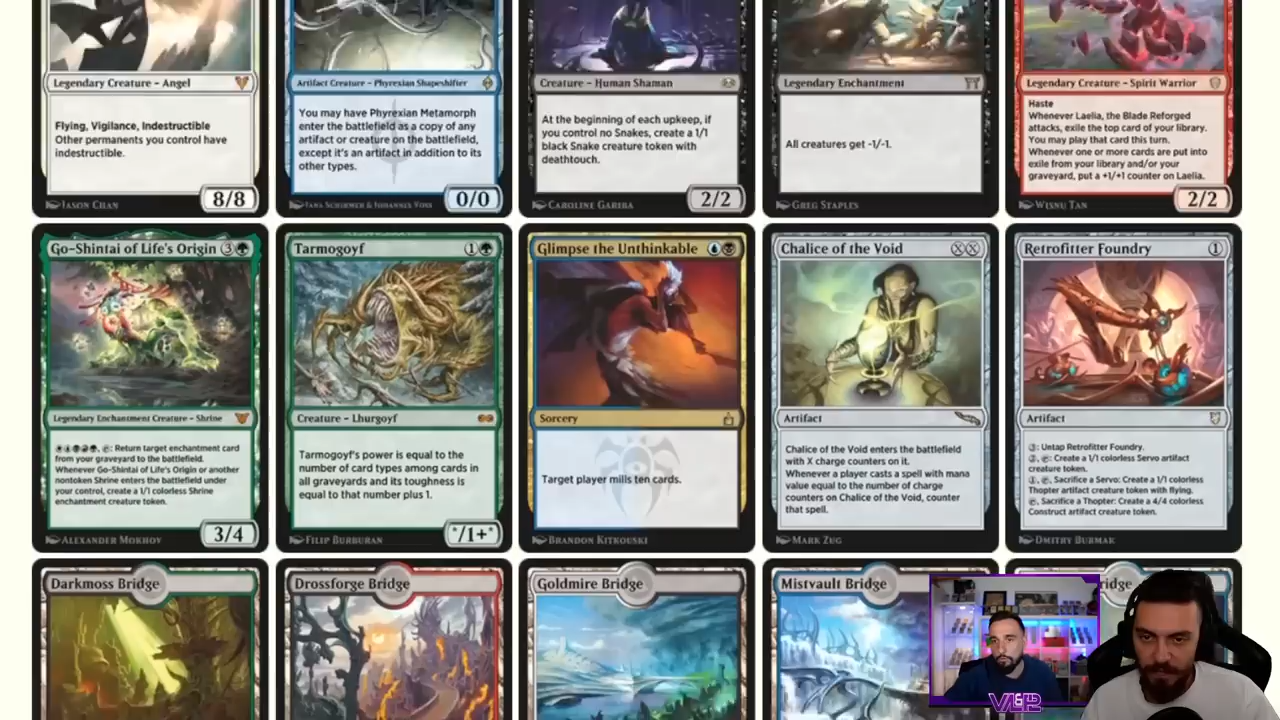 Legendary Creature – Angel
Flying, Vigilance, Indestructible
Other permanents you control have
indestructible.
8/8
Jason Chan
Artifact Creature – Phyrexian Shapeshifter
You may have Phyrexian Metamorph
enter the battlefield as a copy of any
artifact or creature on the battlefield,
except it's an artifact in addition to its
other types.
0/0
Creature – Human Shaman
At the beginning of each upkeep, if
you control no Snakes, create a 1/1
black Snake creature token with
deathtouch.
2/2
Caroline Gariba
Legendary Enchantment
All creatures get -1/-1.
Greg Staples
Legendary Creature – Spirit Warrior
Haste
Whenever Laelia, the Blade Reforged
attacks, exile the top card of your library.
You may play that card this turn.
Whenever one or more cards are put into
exile from your library and/or your
graveyard, put a +1/+1 counter on Laelia.
2/2
Wisnu Tan
Go-Shintai of Life's Origin 3
Legendary Enchantment Creature – Shrine
: Return target enchantment card
from your graveyard to the battlefield.
Whenever Go-Shintai of Life's Origin or another
nontoken Shrine enters the battlefield under
your control, create a 1/1 colorless Shrine
enchantment creature token.
3/4
Alexander Mokhov
Tarmogoyf 1
Creature – Lhurgoyf
Tarmogoyf's power is equal to the
number of card types among cards in
all graveyards and its toughness is
equal to that number plus 1.
*/1+*
Filip Burburan
Glimpse the Unthinkable
Sorcery
Target player mills ten cards.
Brandon Kitkouski
Chalice of the Void XX
Artifact
Chalice of the Void enters the battlefield
with X charge counters on it.
Whenever a player casts a spell with mana
value equal to the number of charge
counters on Chalice of the Void, counter
that spell.
Mark Zug
Retrofitter Foundry 1
Artifact
: Untap Retrofitter Foundry.
: Create a 1/1 colorless Servo artifact
creature token.
, Sacrifice a Servo: Create a 1/1 colorless
Thopter artifact creature token with flying.
, Sacrifice a Thopter: Create a 4/4 colorless
Construct artifact creature token.
Dmitry Burmak
Darkmoss Bridge
Drossforge Bridge
Goldmire Bridge
Mistvault Bridge